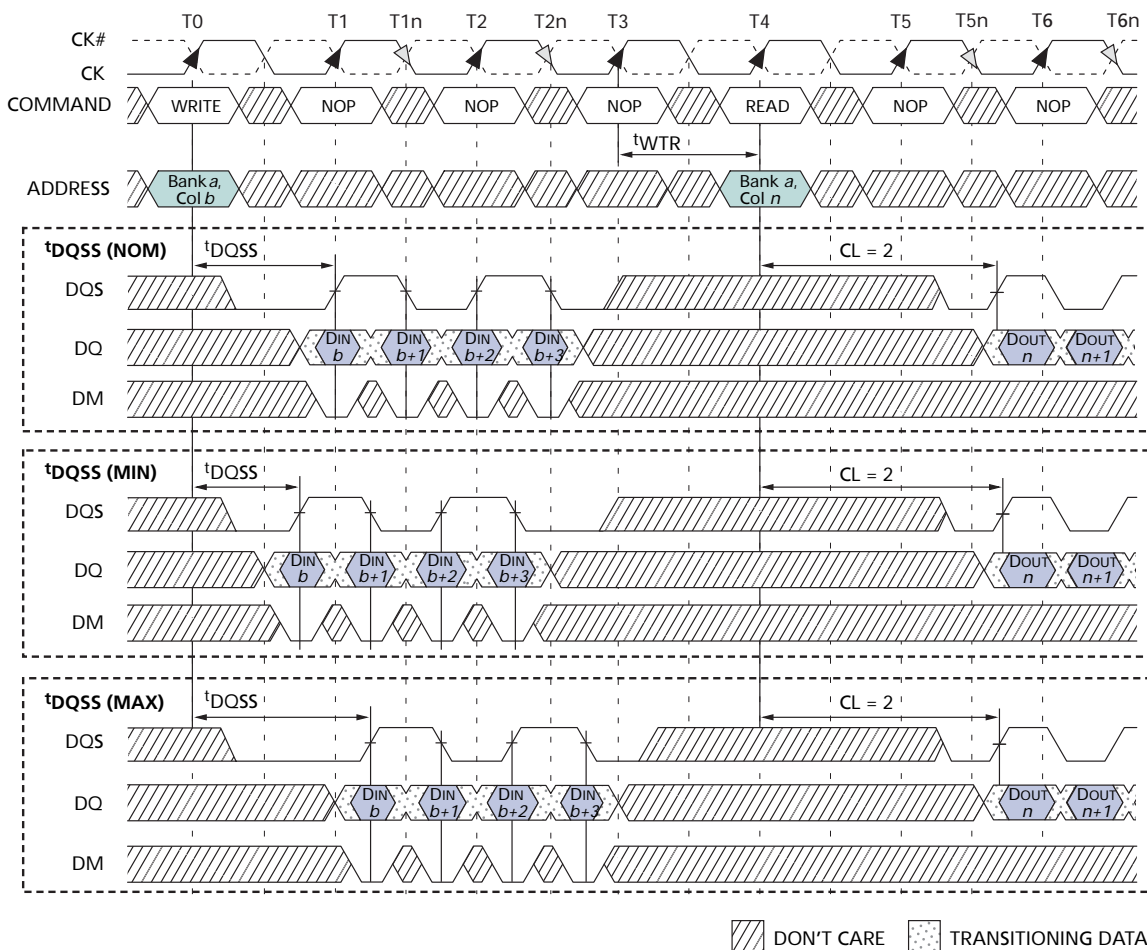 T0 T1 T1n T2 T2n T3 T4 T5 T5n T6 T6n
CK#
CK
COMMAND WRITE NOP NOP NOP READ NOP NOP
tWTR
ADDRESS Bank a, Col b Bank a, Col n
tDQSS (NOM) tDQSS CL = 2
DQS
DQ DIN b DIN b+1 DIN b+2 DIN b+3 DOUT n DOUT n+1
DM
tDQSS (MIN) tDQSS CL = 2
DQS
DQ DIN b DIN b+1 DIN b+2 DIN b+3 DOUT n DOUT n+1
DM
tDQSS (MAX) tDQSS CL = 2
DQS
DQ DIN b DIN b+1 DIN b+2 DIN b+3 DOUT n DOUT n+1
DM
DON'T CARE TRANSITIONING DATA